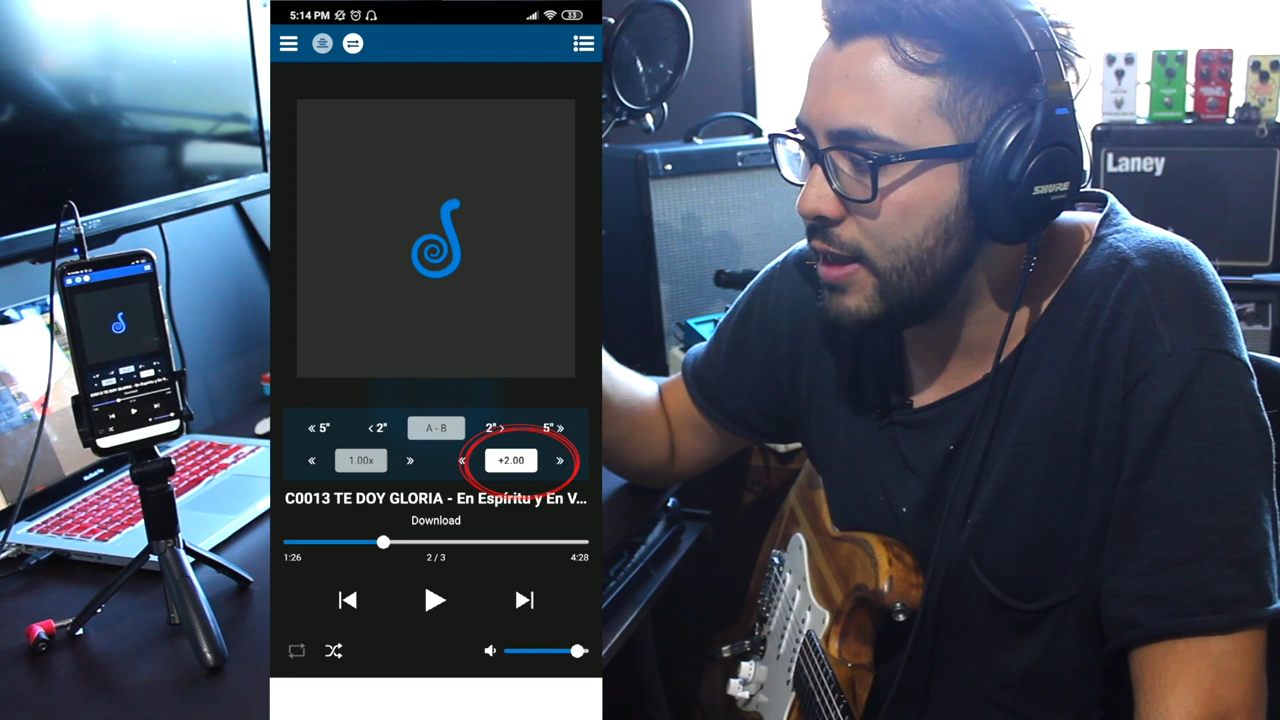 5:14 PM
33
« 5" < 2" A - B 2" > 5" »
« 1.00x » « +2.00 »
C0013 TE DOY GLORIA - En Espíritu y En V...
Download
1:26 2 / 3 4:28
SHURE
Laney